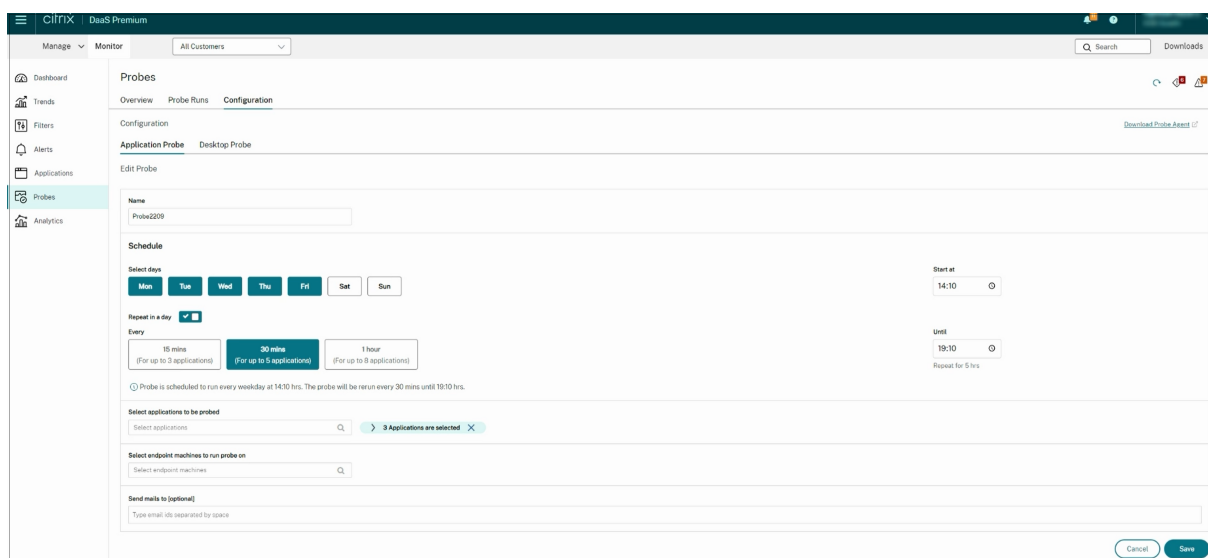 citrix | DaaS Premium
Manage Monitor All Customers Search Downloads
Dashboard
Trends
Filters
Alerts
Applications
Probes
Analytics
Probes
6 7
Overview Probe Runs Configuration
Configuration Download Probe Agent
Application Probe Desktop Probe
Edit Probe
Name
Probe2209
Schedule
Select days Start at
Mon Tue Wed Thu Fri Sat Sun 14:10
Repeat in a day
Every Until
15 mins 30 mins 1 hour 19:10
(For up to 3 applications) (For up to 5 applications) (For up to 8 applications)
Repeat for 5 hrs
Probe is scheduled to run every weekday at 14:10 hrs. The probe will be rerun every 30 mins until 19:10 hrs.
Select applications to be probed
Select applications 3 Applications are selected
Select endpoint machines to run probe on
Select endpoint machines
Send mails to [optional]
Type email ids separated by space
Cancel Save